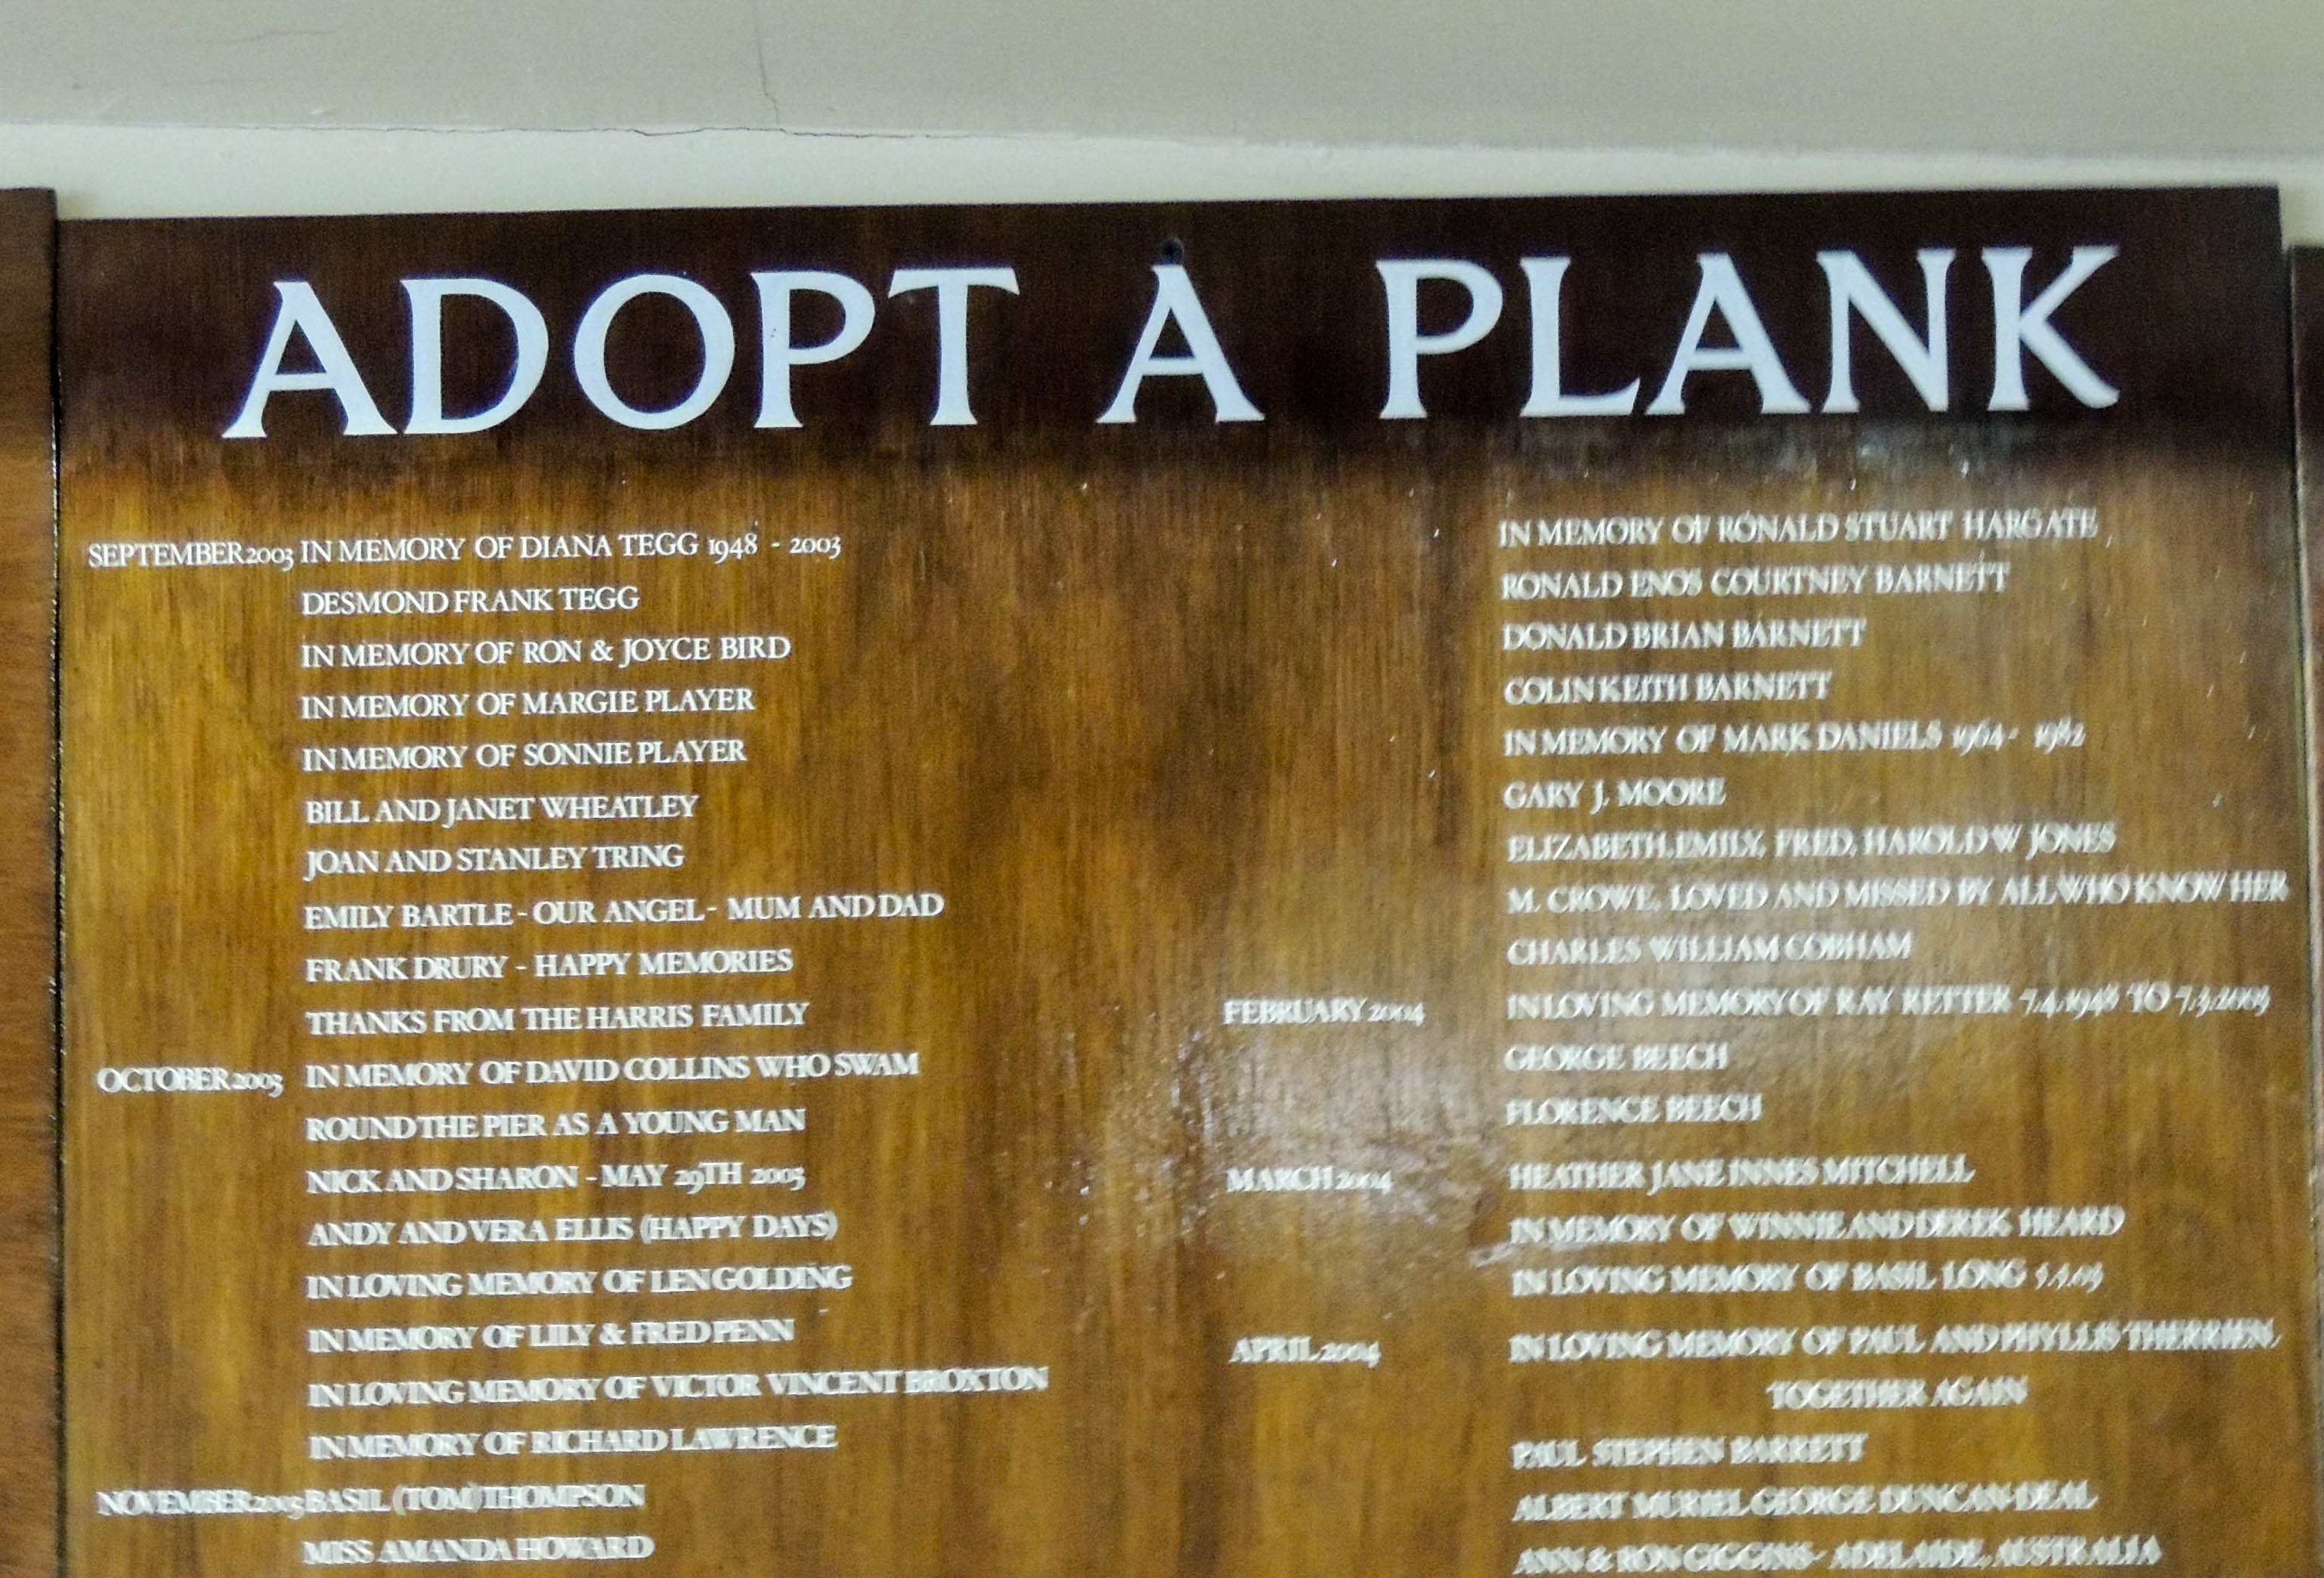 ADOPT A PLANK
SEPTEMBER 2003 IN MEMORY OF DIANA TEGG 1948 - 2003
DESMOND FRANK TEGG
IN MEMORY OF RON & JOYCE BIRD
IN MEMORY OF MARGIE PLAYER
IN MEMORY OF SONNIE PLAYER
BILL AND JANET WHEATLEY
JOAN AND STANLEY TRING
EMILY BARTLE - OUR ANGEL - MUM AND DAD
FRANK DRURY - HAPPY MEMORIES
THANKS FROM THE HARRIS FAMILY
OCTOBER 2003 IN MEMORY OF DAVID COLLINS WHO SWAM
ROUND THE PIER AS A YOUNG MAN
NICK AND SHARON - MAY 29TH 2005
ANDY AND VERA ELLIS (HAPPY DAYS)
IN LOVING MEMORY OF LEN GOLDING
IN MEMORY OF LILY & FRED PENN
IN LOVING MEMORY OF VICTOR VINCENT BROXTON
IN MEMORY OF RICHARD LAWRENCE
NOVEMBER 2003 BASIL (TOM) THOMPSON
MISS AMANDA HOWARD
IN MEMORY OF RONALD STUART HARGATE
RONALD ENOS COURTNEY BARNETT
DONALD BRIAN BARNETT
COLIN KEITH BARNETT
IN MEMORY OF MARK DANIELS 1964 - 1982
GARY J. MOORE
ELIZABETH, EMILY, FRED, HAROLD W JONES
M. CROWE. LOVED AND MISSED BY ALL WHO KNOW HER
CHARLES WILLIAM COBHAM
FEBRUARY 2004 IN LOVING MEMORY OF RAY RETTER 7.4.1948 TO 7.3.2003
GEORGE BEECH
FLORENCE BEECH
MARCH 2004 HEATHER JANE INNES MITCHELL
IN MEMORY OF WINNIE AND DEREK HEARD
IN LOVING MEMORY OF BASIL LONG
APRIL 2004 IN LOVING MEMORY OF PAUL AND PHYLLIS THERRIEN,
TOGETHER AGAIN
PAUL STEPHEN BARRETT
ALBERT MURIEL GEORGE DUNCAN-DEAL
ANN & RON GIGGINS - ADELAIDE, AUSTRALIA